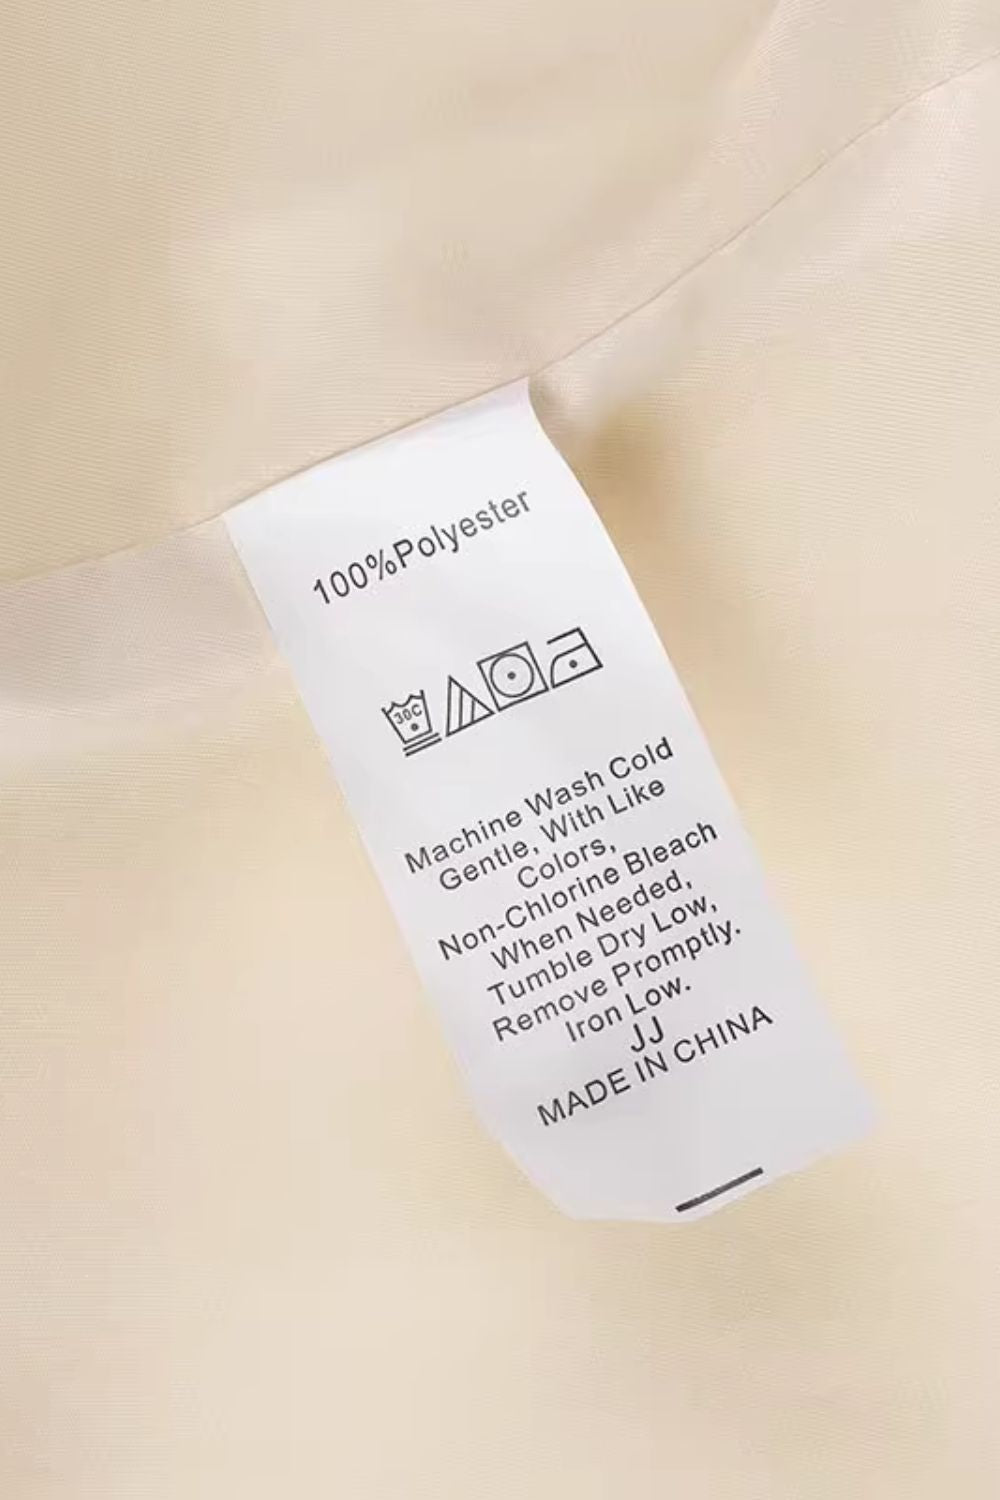 100%Polyester
30C
Machine Wash Cold
Gentle, With Like
Colors,
Non-Chlorine Bleach
When Needed,
Tumble Dry Low,
Remove Promptly.
Iron Low.
JJ
MADE IN CHINA